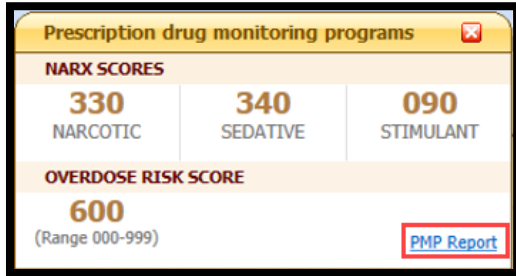 Prescription drug monitoring programs
NARX SCORES
330 340 090
NARCOTIC SEDATIVE STIMULANT
OVERDOSE RISK SCORE
600
(Range 000-999)
PMP Report